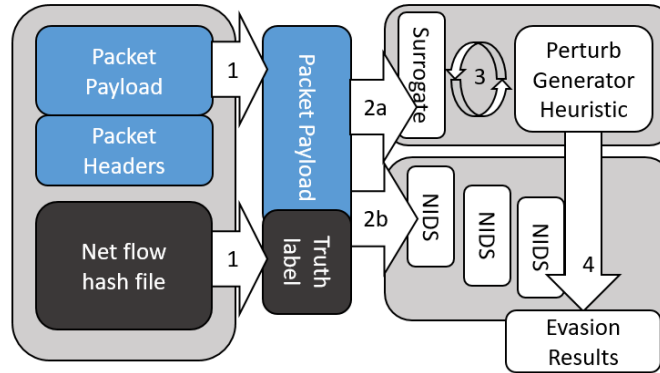 Packet
Payload
Packet
Headers
Net flow
hash file
1
1
Packet Payload
Truth
label
2a
2b
Surrogate
3
Perturb
Generator
Heuristic
NIDS
NIDS
NIDS
4
Evasion
Results